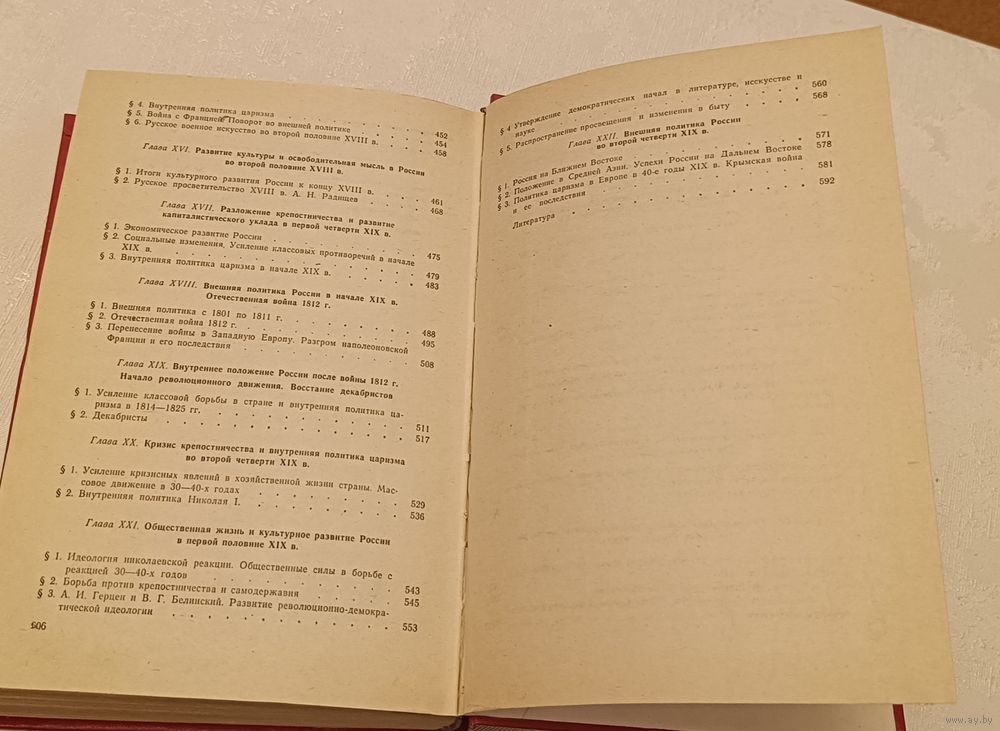 § 4. Внутренняя политика царизма . . . . . . 452
§ 5. Война с Францией. Поворот во внешней политике . . . 454
§ 6. Русское военное искусство во второй половине XVIII в. . . 458
Глава XVI. Развитие культуры и освободительная мысль в России
во второй половине XVIII в.
§ 1. Итоги культурного развития России к концу XVIII в. . . . 461
§ 2. Русское просветительство XVIII в. А. Н. Радищев . . . 468
Глава XVII. Разложение крепостничества и развитие
капиталистического уклада в первой четверти XIX в.
§ 1. Экономическое развитие России . . . . . . 475
§ 2. Социальные изменения. Усиление классовых противоречий в начале
XIX в. . . . . . . . 479
§ 3. Внутренняя политика царизма в начале XIX в. . . . . 483
Глава XVIII. Внешняя политика России в начале XIX в.
Отечественная война 1812 г.
§ 1. Внешняя политика с 1801 по 1811 г. . . . . . 488
§ 2. Отечественная война 1812 г. . . . . . . 495
§ 3. Перенесение войны в Западную Европу. Разгром наполеоновской
Франции и его последствия . . . . . . 508
Глава XIX. Внутреннее положение России после войны 1812 г.
Начало революционного движения. Восстание декабристов
§ 1. Усиление классовой борьбы в стране и внутренняя политика ца-
ризма в 1814—1825 гг. . . . . . . 511
§ 2. Декабристы . . . . . . . . 517
Глава XX. Кризис крепостничества и внутренняя политика царизма
во второй четверти XIX в.
§ 1. Усиление кризисных явлений в хозяйственной жизни страны. Мас-
совое движение в 30—40-х годах . . . . . . 529
§ 2. Внутренняя политика Николая I. . . . . . . 536
Глава XXI. Общественная жизнь и культурное развитие России
в первой половине XIX в.
§ 1. Идеология николаевской реакции. Общественные силы в борьбе с
реакцией 30—40-х годов . . . . . . . 543
§ 2. Борьба против крепостничества и самодержавия . . . . 545
§ 3. А. И. Герцен и В. Г. Белинский. Развитие революционно-демокра-
тической идеологии . . . . . . . 553
606
§ 4 Утверждение демократических начал в литературе, исскустве и
науке . . . . . . . . 560
§ 5. Распространение просвещения и изменения в быту . . . 568
Глава XXII. Внешняя политика России
во второй четверти XIX в.
§ 1. Россия на Ближнем Востоке . . . . . . 571
§ 2. Положение в Средней Азии. Успехи России на Дальнем Востоке 578
§ 3. Политика царизма в Европе в 40-е годы XIX в. Крымская война
и ее последствия . . . . . . . 581
Литература . . . . . . . . 592
www.ay.by